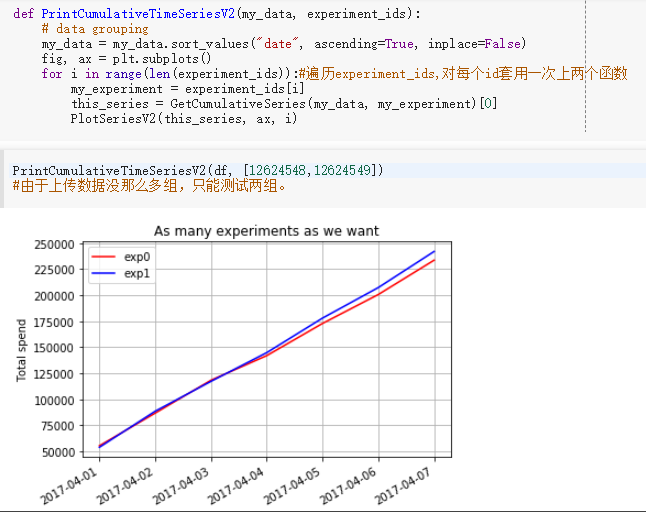 def PrintCumulativeTimeSeriesV2(my_data, experiment_ids):
    # data grouping
    my_data = my_data.sort_values("date", ascending=True, inplace=False)
    fig, ax = plt.subplots()
    for i in range(len(experiment_ids)):#遍历experiment_ids,对每个id套用一次上两个函数
        my_experiment = experiment_ids[i]
        this_series = GetCumulativeSeries(my_data, my_experiment)[0]
        PlotSeriesV2(this_series, ax, i)
PrintCumulativeTimeSeriesV2(df, [12624548,12624549])
#由于上传数据没那么多组，只能测试两组。
As many experiments as we want
exp0
exp1
Total spend
250000
225000
200000
175000
150000
125000
100000
75000
50000
2017-04-01
2017-04-02
2017-04-03
2017-04-04
2017-04-05
2017-04-06
2017-04-07